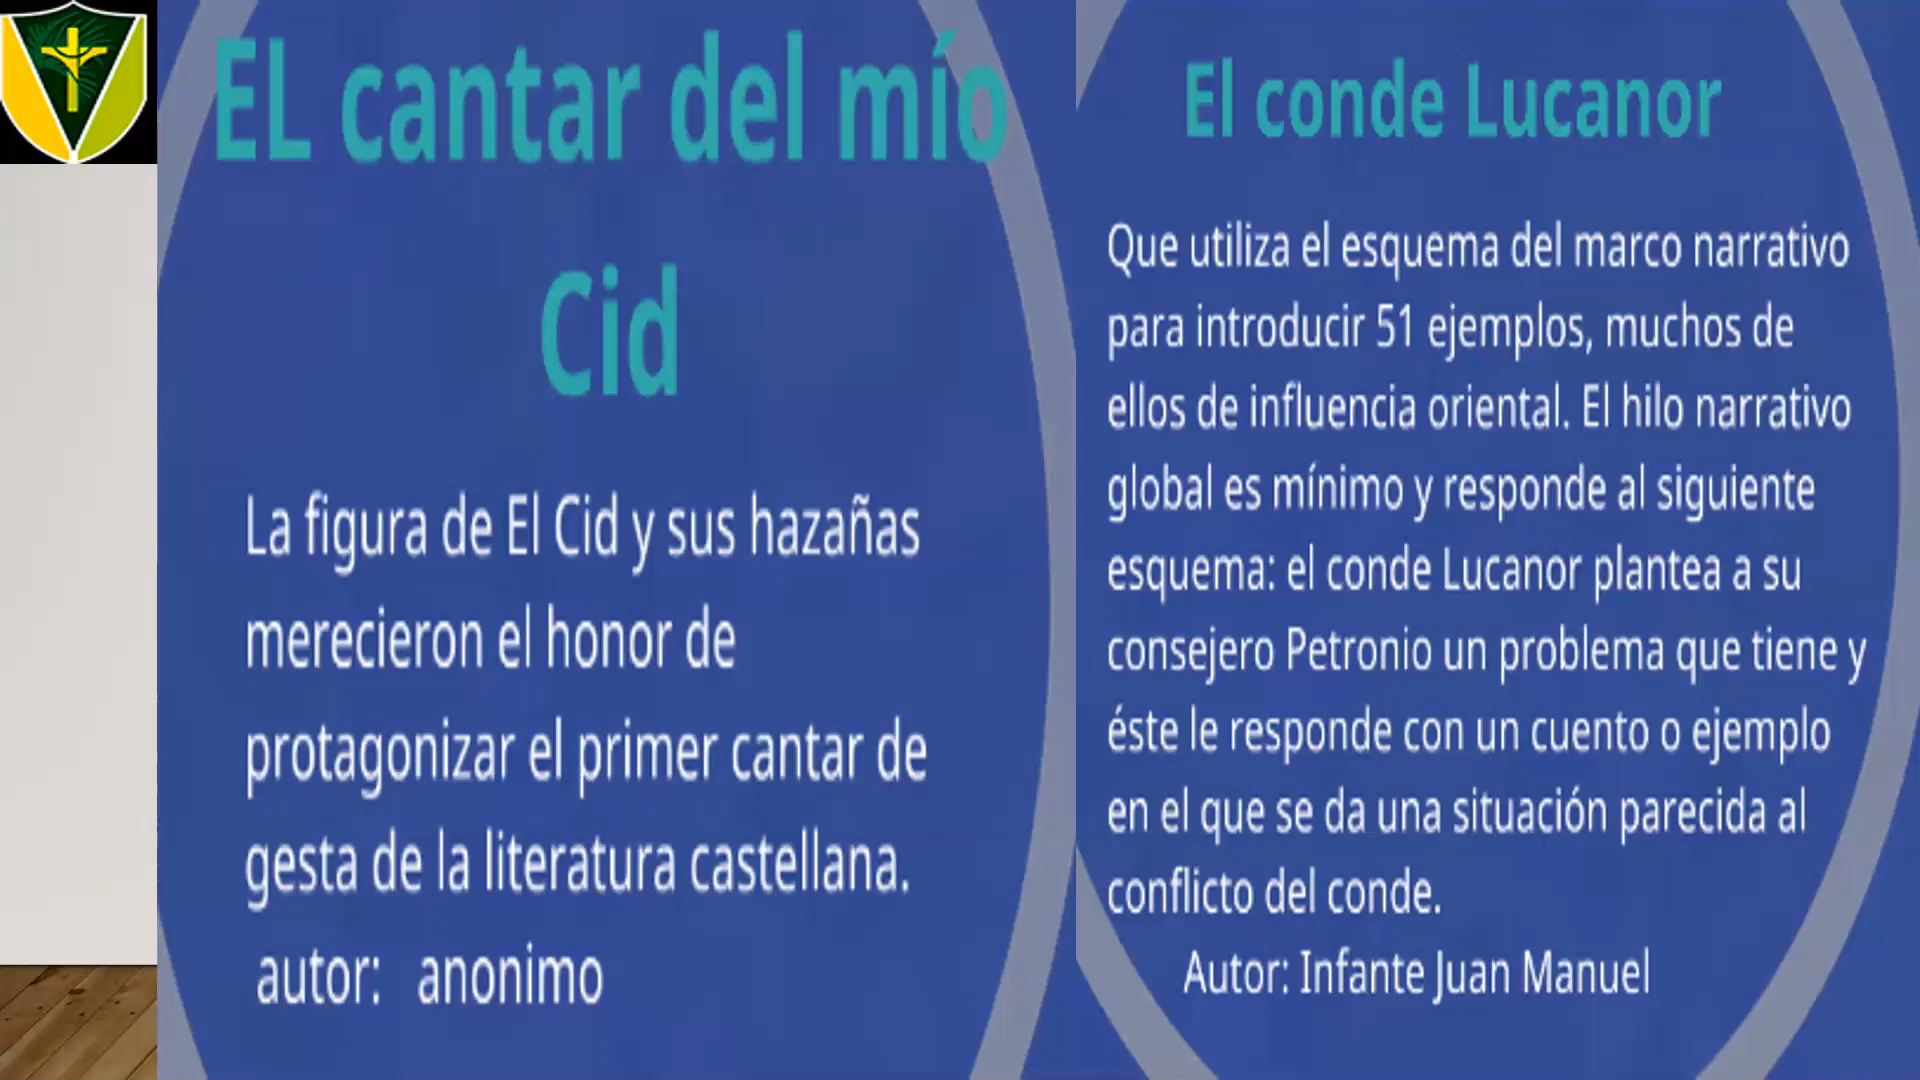 EL cantar del mío
Cid
La figura de El Cid y sus hazañas
merecieron el honor de
protagonizar el primer cantar de
gesta de la literatura castellana.
autor: anonimo
El conde Lucanor
Que utiliza el esquema del marco narrativo
para introducir 51 ejemplos, muchos de
ellos de influencia oriental. El hilo narrativo
global es mínimo y responde al siguiente
esquema: el conde Lucanor plantea a su
consejero Petronio un problema que tiene y
éste le responde con un cuento o ejemplo
en el que se da una situación parecida al
conflicto del conde.
Autor: Infante Juan Manuel